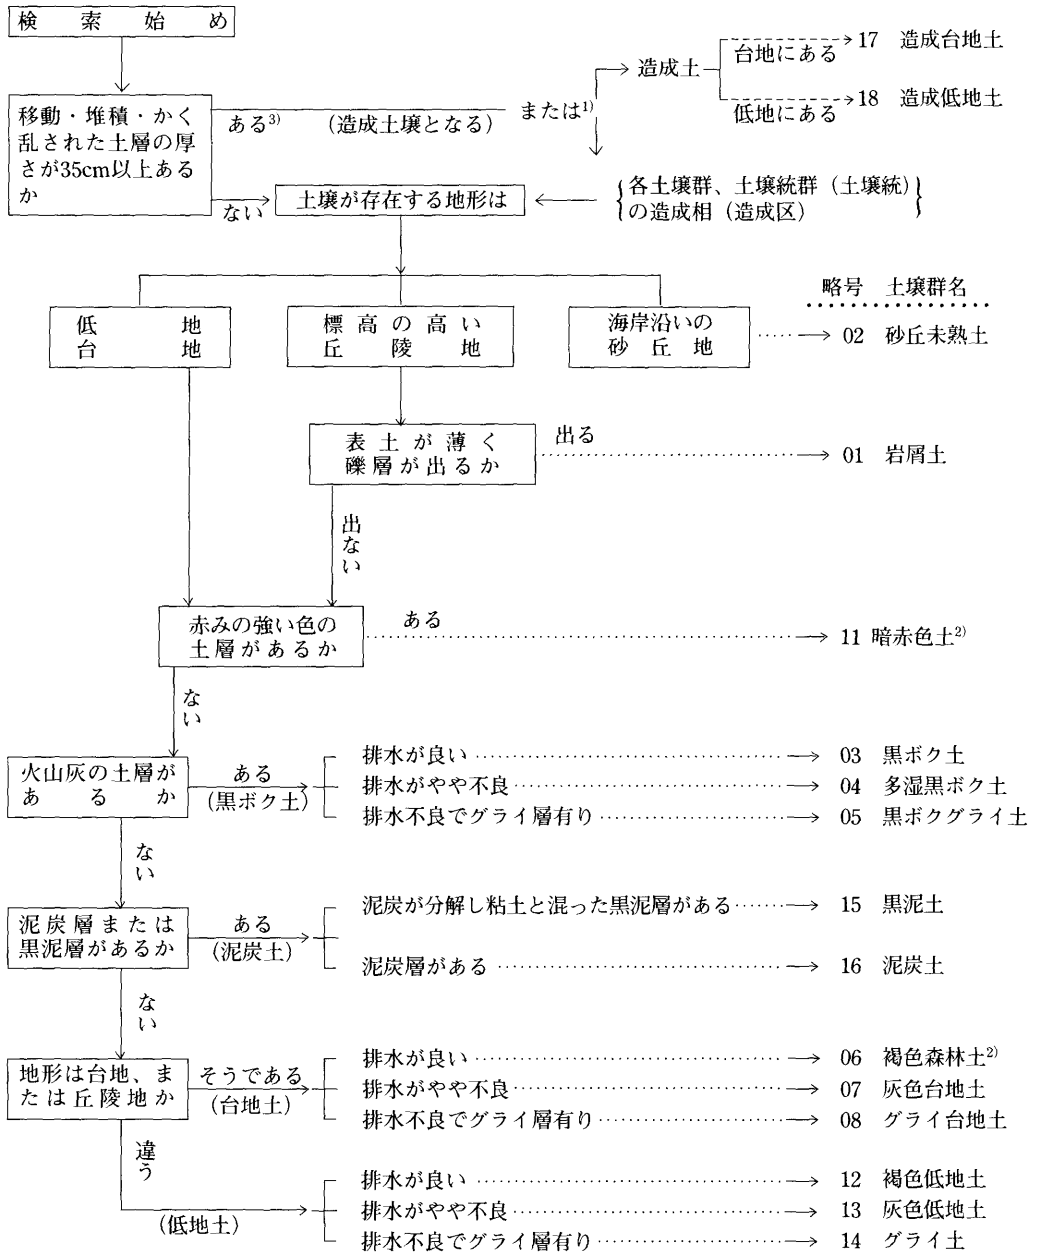 検索始め
移動・堆積・かく
乱された土層の厚
さが35cm以上ある
か
ある3)　(造成土壌となる)
または1)
造成土
台地にある
17　造成台地土
低地にある
18　造成低地土
ない
土壌が存在する地形は
各土壌群、土壌統群（土壌統）
の造成相（造成区）
略号　土壌群名
低地
台地
標高の高い
丘陵地
海岸沿いの
砂丘地
02　砂丘未熟土
表土が薄く
礫層が出るか
出る
01　岩屑土
出ない
赤みの強い色の
土層があるか
ある
11 暗赤色土2)
ない
火山灰の土層が
あるか
ある
(黒ボク土)
排水が良い　03　黒ボク土
排水がやや不良　04　多湿黒ボク土
排水不良でグライ層有り　05　黒ボクグライ土
ない
泥炭層または
黒泥層があるか
ある
(泥炭土)
泥炭が分解し粘土と混った黒泥層がある　15　黒泥土
泥炭層がある　16　泥炭土
ない
地形は台地、ま
たは丘陵地か
そうである
(台地土)
排水が良い　06　褐色森林土2)
排水がやや不良　07　灰色台地土
排水不良でグライ層有り　08　グライ台地土
違う
(低地土)
排水が良い　12　褐色低地土
排水がやや不良　13　灰色低地土
排水不良でグライ層有り　14　グライ土